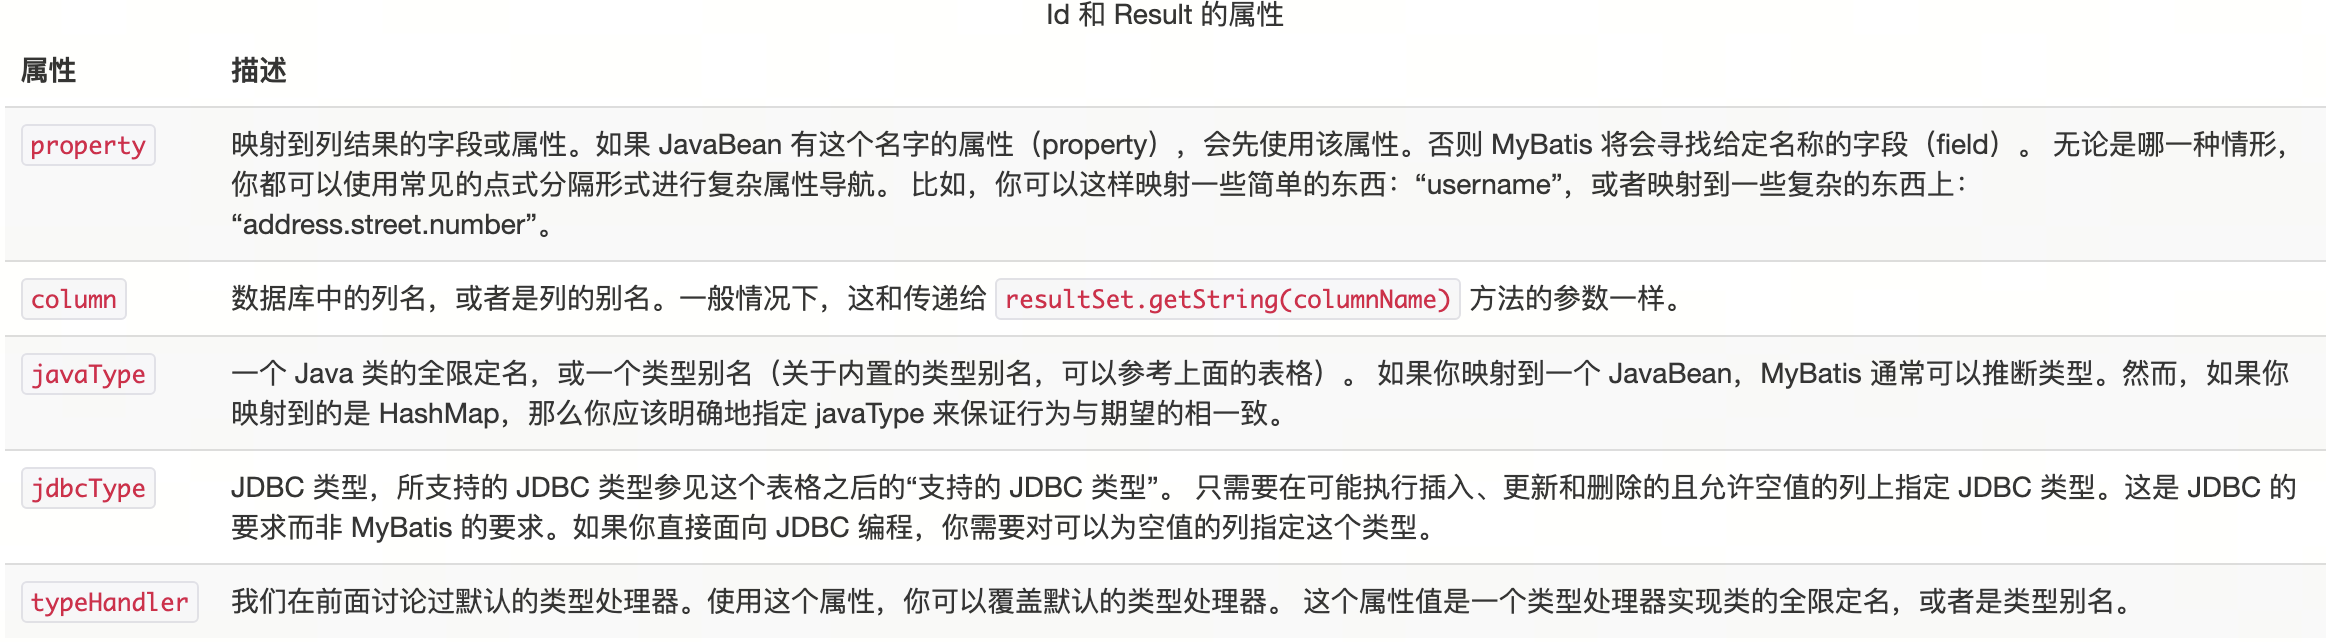 Id 和 Result 的属性
属性 描述
property 映射到列结果的字段或属性。如果 JavaBean 有这个名字的属性（property），会先使用该属性。否则 MyBatis 将会寻找给定名称的字段（field）。 无论是哪一种情形，
你都可以使用常见的点式分隔形式进行复杂属性导航。 比如，你可以这样映射一些简单的东西：“username”，或者映射到一些复杂的东西上：
“address.street.number”。
column 数据库中的列名，或者是列的别名。一般情况下，这和传递给 resultSet.getString(columnName) 方法的参数一样。
javaType 一个 Java 类的全限定名，或一个类型别名（关于内置的类型别名，可以参考上面的表格）。 如果你映射到一个 JavaBean，MyBatis 通常可以推断类型。然而，如果你
映射到的是 HashMap，那么你应该明确地指定 javaType 来保证行为与期望的相一致。
jdbcType JDBC 类型，所支持的 JDBC 类型参见这个表格之后的“支持的 JDBC 类型”。 只需要在可能执行插入、更新和删除的且允许空值的列上指定 JDBC 类型。这是 JDBC 的
要求而非 MyBatis 的要求。如果你直接面向 JDBC 编程，你需要对可以为空值的列指定这个类型。
typeHandler 我们在前面讨论过默认的类型处理器。使用这个属性，你可以覆盖默认的类型处理器。 这个属性值是一个类型处理器实现类的全限定名，或者是类型别名。